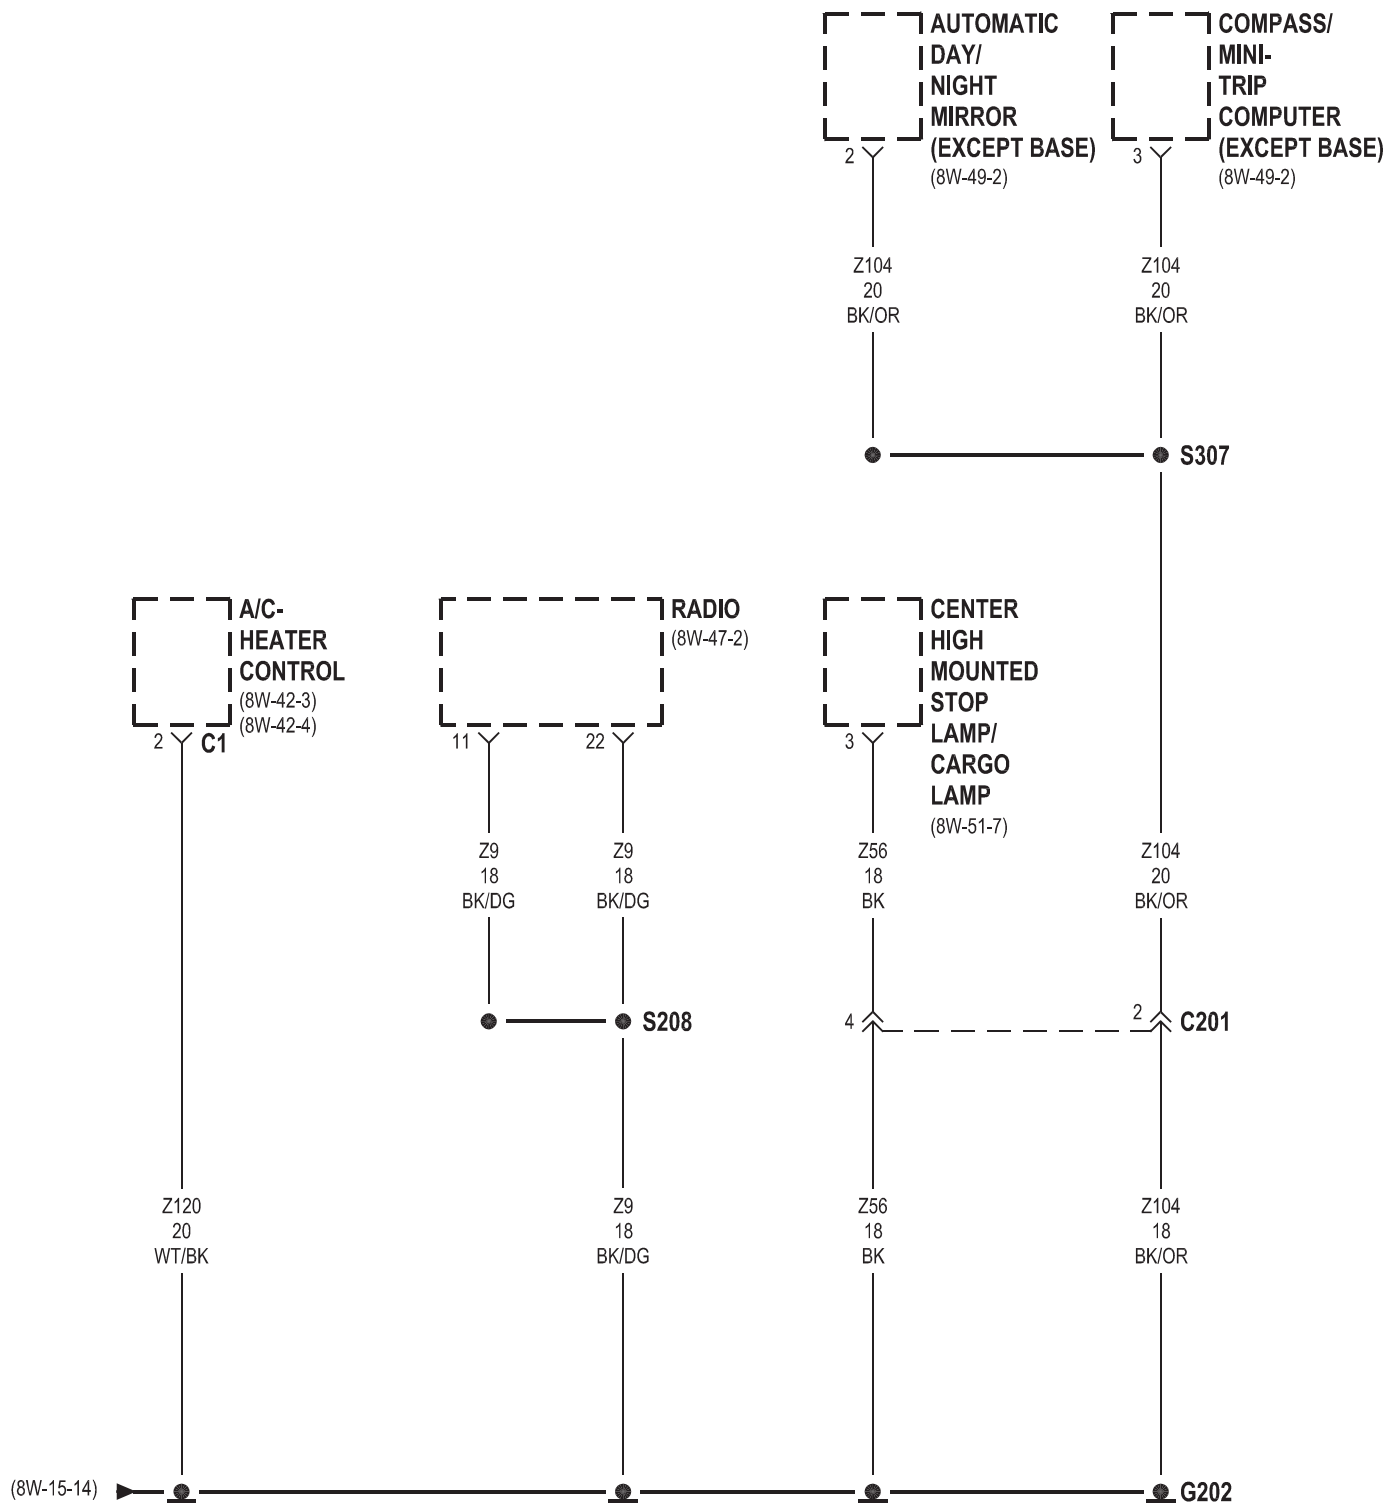 AUTOMATIC
DAY/
NIGHT
MIRROR
(EXCEPT BASE)
(8W-49-2)
2
COMPASS/
MINI-
TRIP
COMPUTER
(EXCEPT BASE)
(8W-49-2)
3
Z104
20
BK/OR
Z104
20
BK/OR
S307
A/C-
HEATER
CONTROL
(8W-42-3)
(8W-42-4)
2
C1
RADIO
(8W-47-2)
11
22
CENTER
HIGH
MOUNTED
STOP
LAMP/
CARGO
LAMP
(8W-51-7)
3
Z9
18
BK/DG
Z9
18
BK/DG
Z56
18
BK
Z104
20
BK/OR
S208
4
2
C201
Z120
20
WT/BK
Z9
18
BK/DG
Z56
18
BK
Z104
18
BK/OR
(8W-15-14)
G202